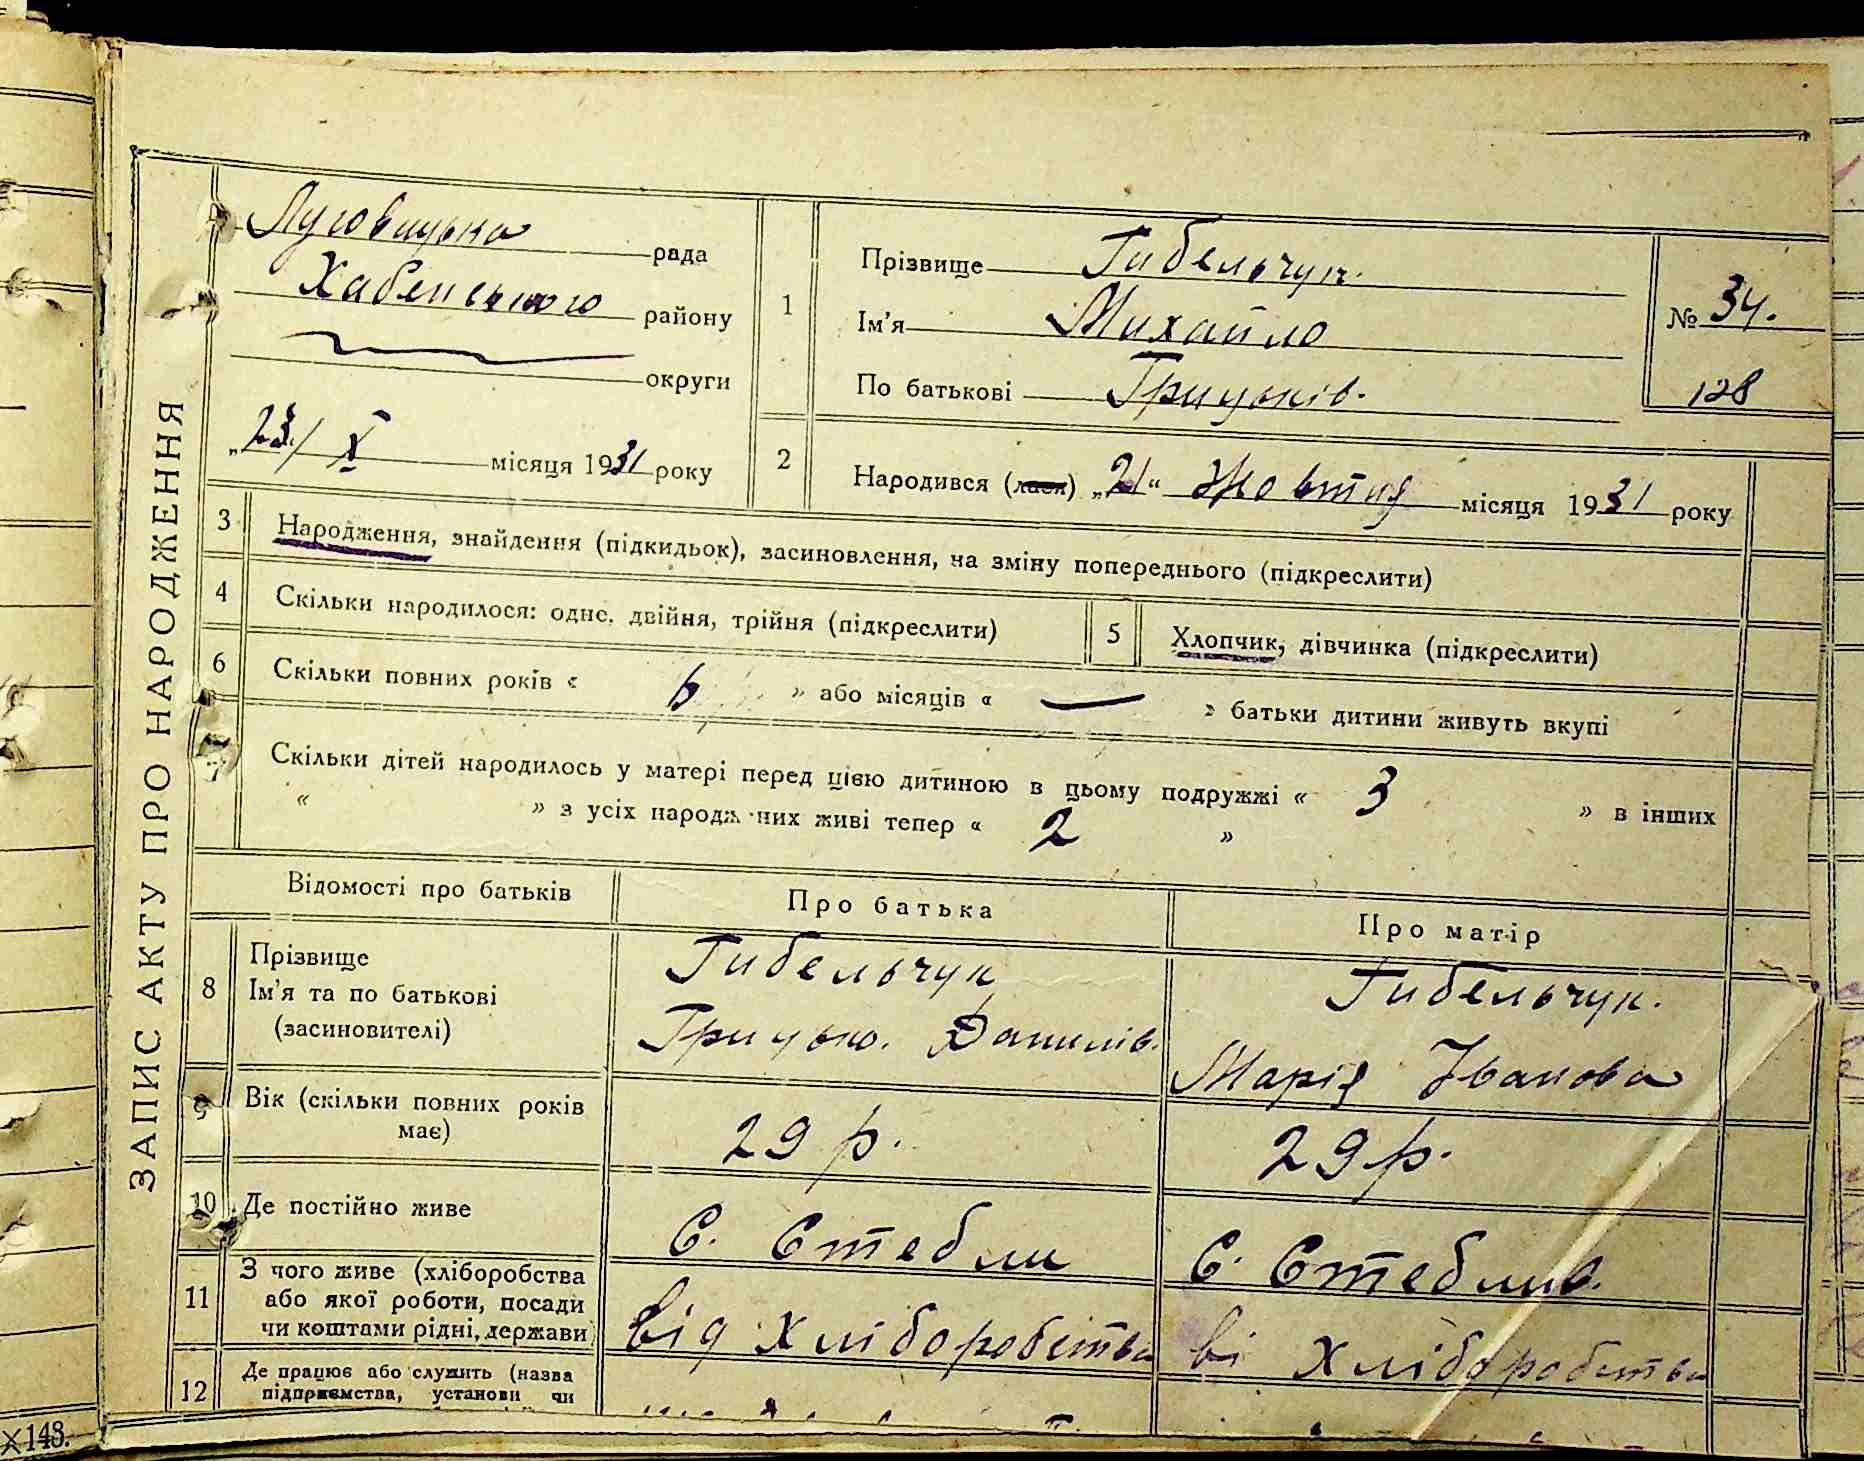 ЗАПИС АКТУ ПРО НАРОДЖЕННЯ
Луговицька рада
Хабенського району
округи
„23/ X місяця 1931 року
1
Прізвище Гибельчук.
Ім'я Михайло
По батькові Грицьків.
№ 34.
128
2
Народився (лася) „21“ Жовтня місяця 1931 року
3 Народження, знайдення (підкидьок), засиновлення, на зміну попереднього (підкреслити)
4 Скільки народилося: одне, двійня, трійня (підкреслити)
5 Хлопчик, дівчинка (підкреслити)
6 Скільки повних років « 6 » або місяців « — » батьки дитини живуть вкупі
7 Скільки дітей народилось у матері перед цією дитиною в цьому подружжі « 3 » в інших
« » з усіх народж них живі тепер « 2 »
Відомості про батьків
Про батька
Про матір
8 Прізвище
Ім'я та по батькові
(засиновителі)
Гибельчук
Грицько. Данилів.
Гибельчук.
Марія Іванова
9 Вік (скільки повних років
має)
29 р.
29 р.
10 Де постійно живе
С. Стебли
С. Стеблив.
11 З чого живе (хліборобства
або якої роботи, посади
чи коштами рідні, держави)
від хліборобства
ві хліборобства
12 Де працює або служить (назва
підприємства, установи чи
×143.